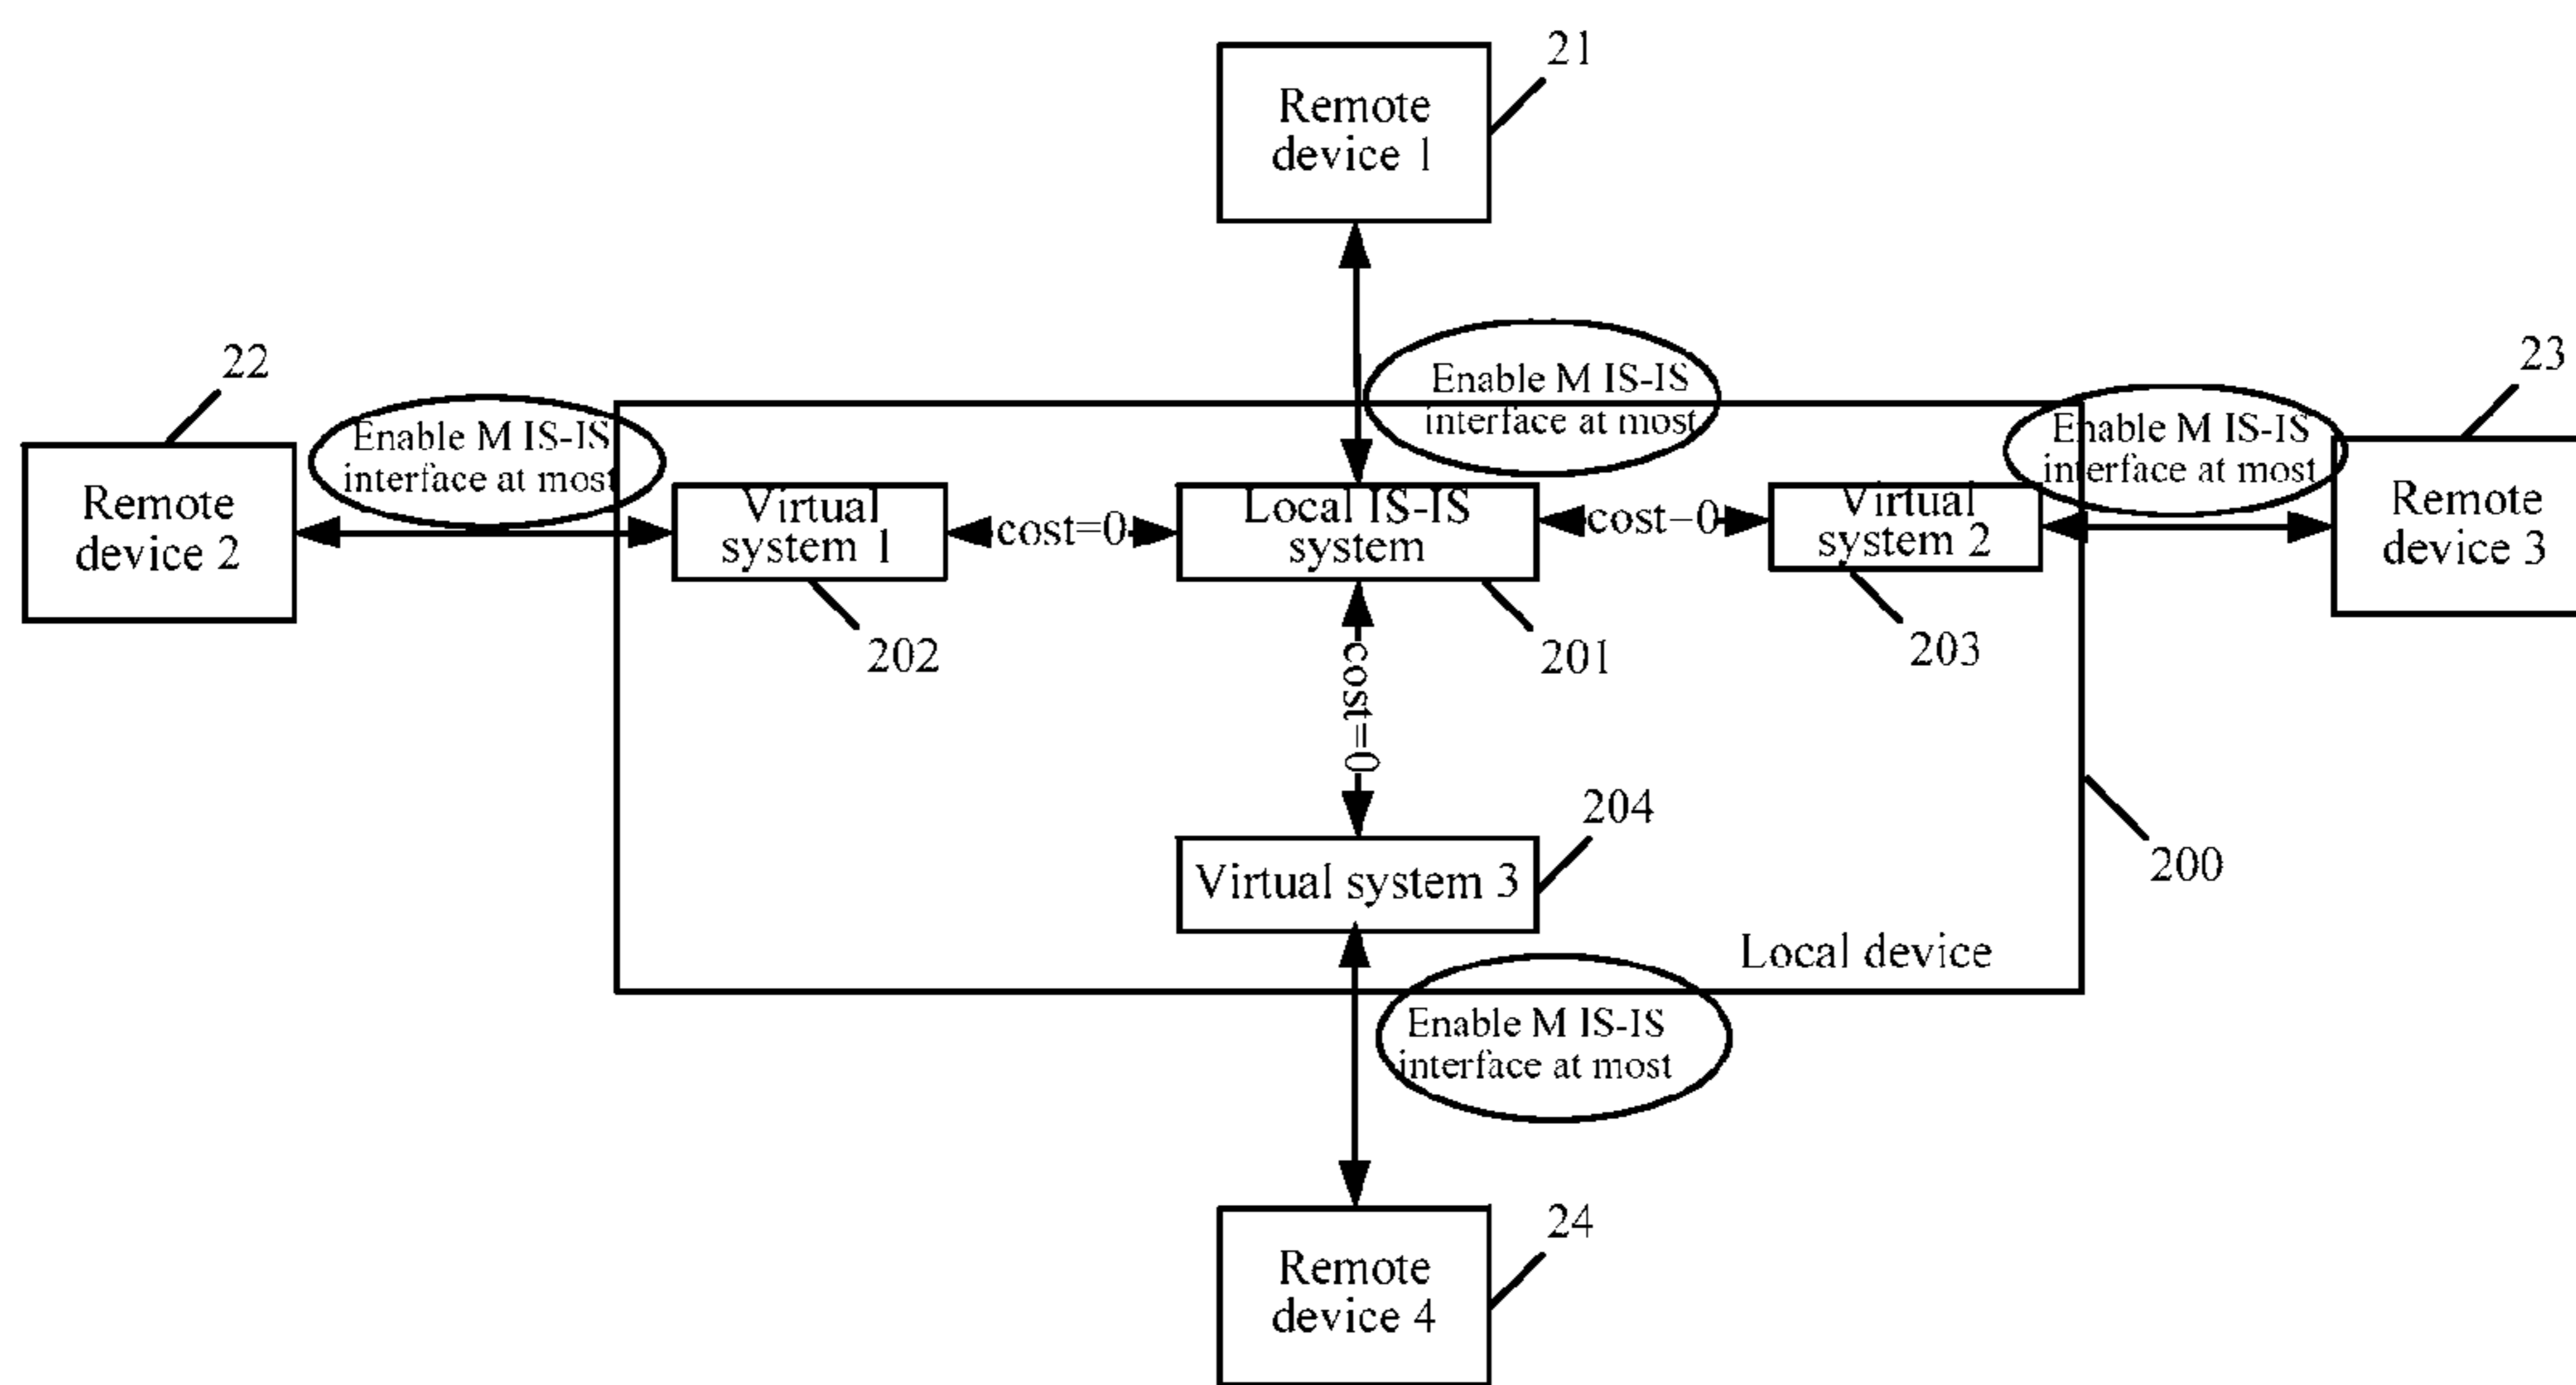 21
Remote
device 1
22
23
Enable M IS-IS
interface at most
Enable M IS-IS
interface at most
Enable M IS-IS
interface at most
Remote
device 2
Virtual
system 1
cost=0
Local IS-IS
system
cost=0
Virtual
system 2
Remote
device 3
202
201
203
cost=0
204
200
Virtual system 3
Local device
Enable M IS-IS
interface at most
24
Remote
device 4